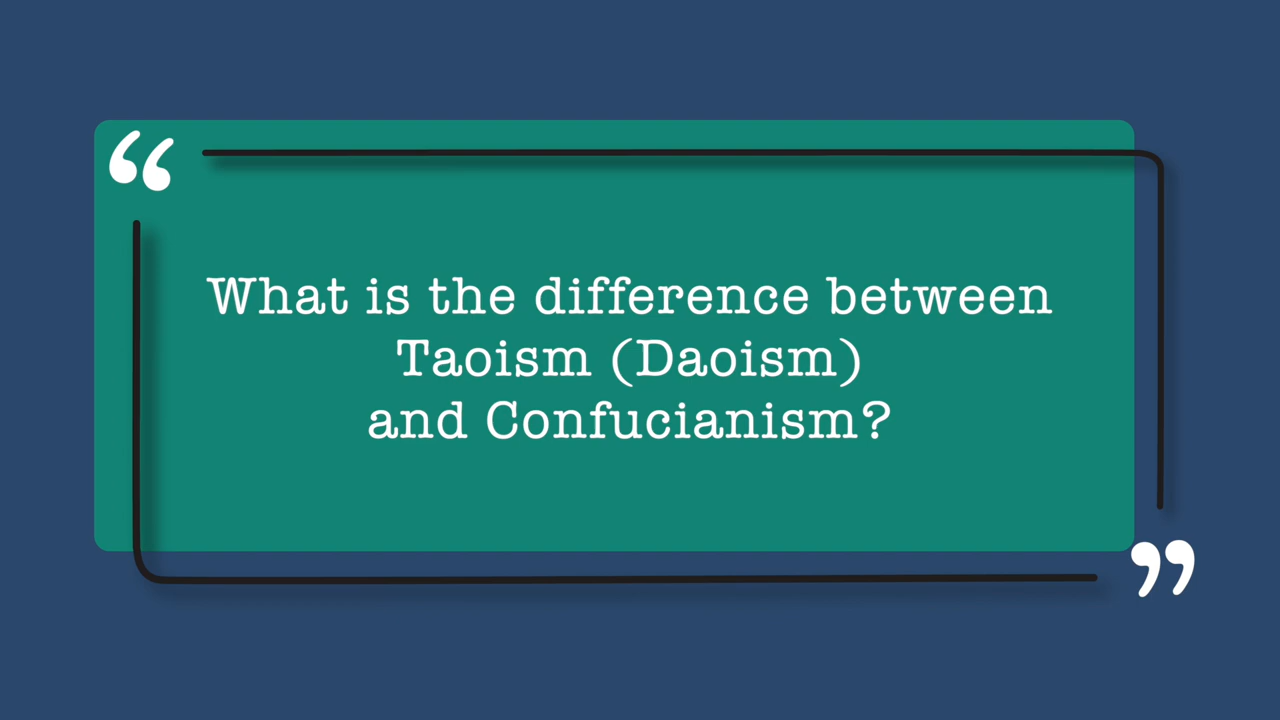 “
What is the difference between
Taoism (Daoism)
and Confucianism?
”